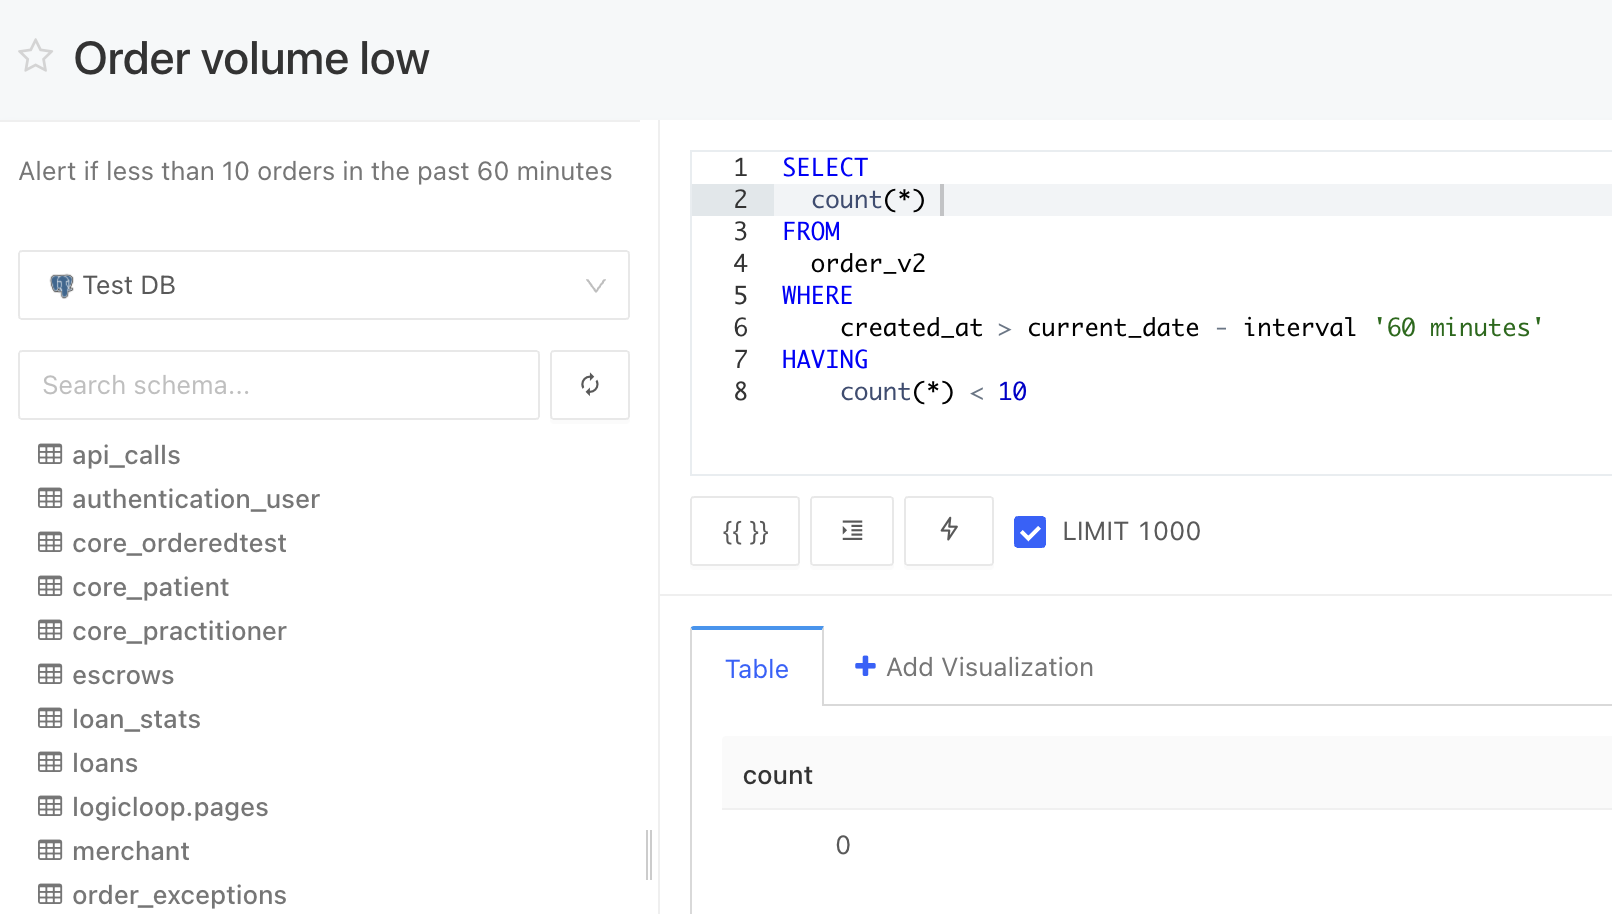 Order volume low
Alert if less than 10 orders in the past 60 minutes
Test DB
Search schema...
api_calls
authentication_user
core_orderedtest
core_patient
core_practitioner
escrows
loan_stats
loans
logicloop.pages
merchant
order_exceptions
1 SELECT
2 count(*)
3 FROM
4 order_v2
5 WHERE
6 created_at > current_date - interval '60 minutes'
7 HAVING
8 count(*) < 10
{{ }}
LIMIT 1000
Table
+ Add Visualization
count
0